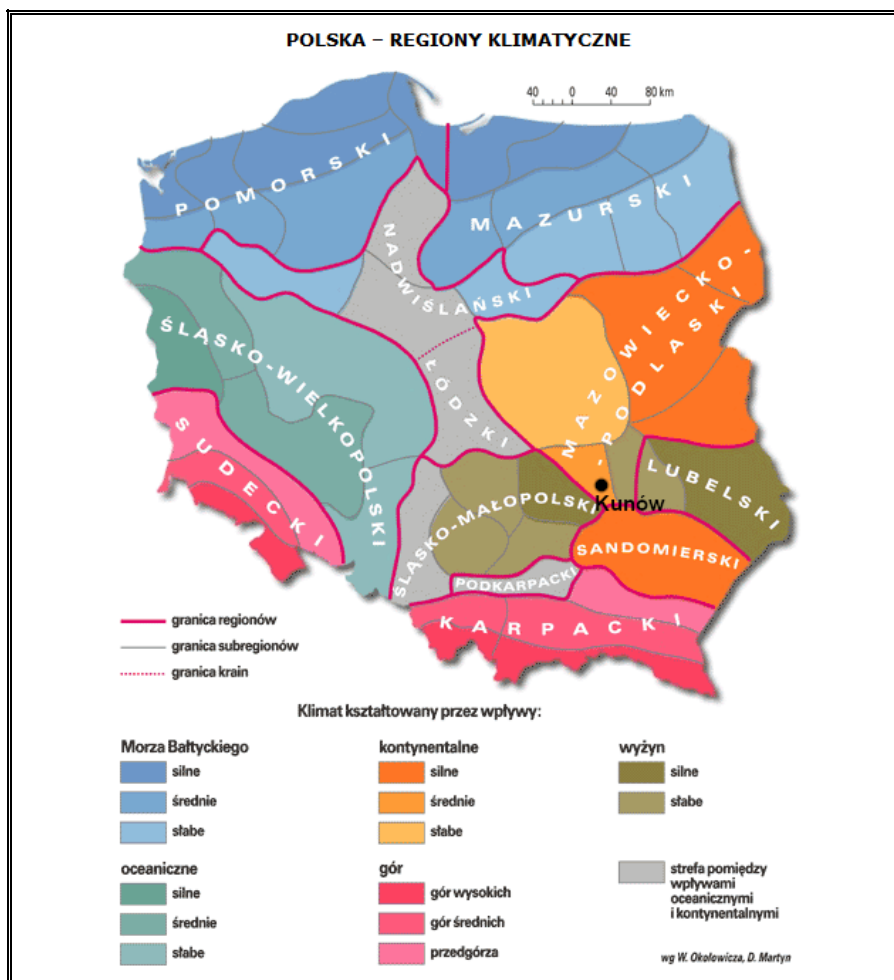 POLSKA – REGIONY KLIMATYCZNE
40 0 40 80 km
POMORSKI
MAZURSKI
NADWIŚLAŃSKI
MAZOWIECKO-
-PODLASKI
ŚLĄSKO-WIELKOPOLSKI
ŁÓDZKI
SUDECKI
LUBELSKI
Kunów
ŚLĄSKO-MAŁOPOLSKI
SANDOMIERSKI
PODKARPACKI
KARPACKI
granica regionów
granica subregionów
granica krain
Klimat kształtowany przez wpływy:
Morza Bałtyckiego
silne
średnie
słabe
kontynentalne
silne
średnie
słabe
wyżyn
silne
słabe
oceaniczne
silne
średnie
słabe
gór
gór wysokich
gór średnich
przedgórza
strefa pomiędzy
wpływami
oceanicznymi
i kontynentalnymi
wg W. Okołowicza, D. Martyn